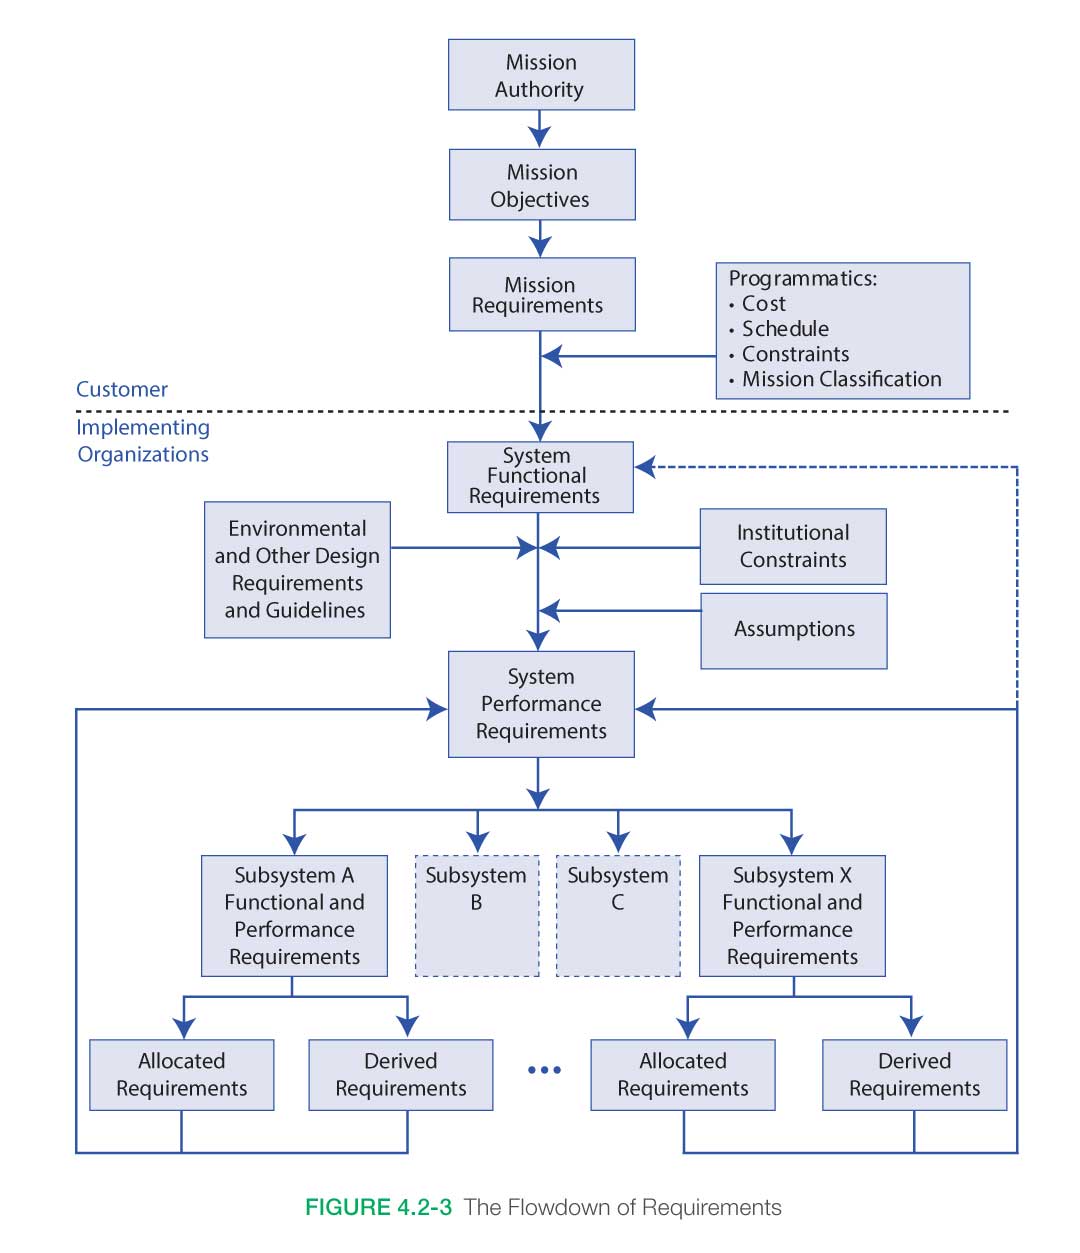 Mission
Authority
Mission
Objectives
Mission
Requirements
Programmatics:
• Cost
• Schedule
• Constraints
• Mission Classification
Customer
Implementing
Organizations
System
Functional
Requirements
Environmental
and Other Design
Requirements
and Guidelines
Institutional
Constraints
Assumptions
System
Performance
Requirements
Subsystem A
Functional and
Performance
Requirements
Subsystem
B
Subsystem
C
Subsystem X
Functional and
Performance
Requirements
Allocated
Requirements
Derived
Requirements
•••
Allocated
Requirements
Derived
Requirements
FIGURE 4.2-3 The Flowdown of Requirements